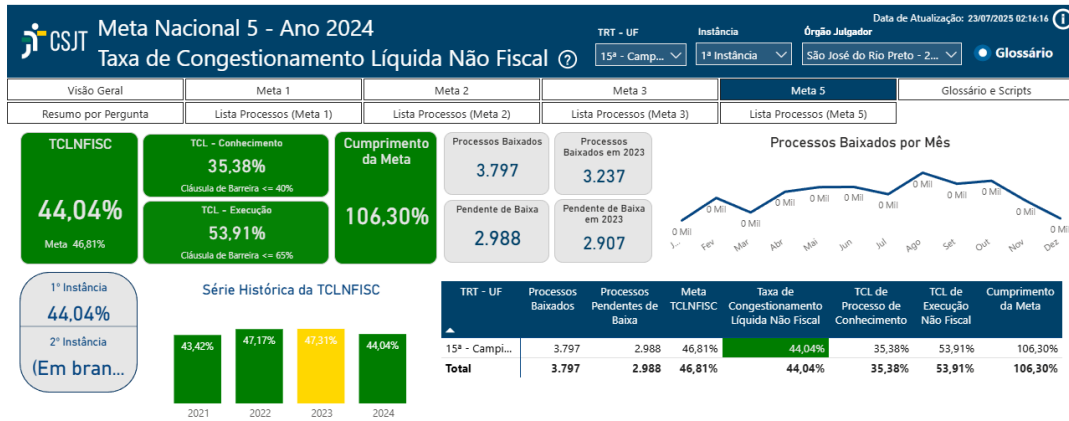 Data de Atualização: 23/07/2025 02:16:16
CSJT
Meta Nacional 5 - Ano 2024
Taxa de Congestionamento Líquida Não Fiscal
TRT - UF
15ª - Camp...
Instância
1ª Instância
Órgão Julgador
São José do Rio Preto - 2...
Glossário
Visão Geral
Meta 1
Meta 2
Meta 3
Meta 5
Glossário e Scripts
Resumo por Pergunta
Lista Processos (Meta 1)
Lista Processos (Meta 2)
Lista Processos (Meta 3)
Lista Processos (Meta 5)
TCLNFISC
44,04%
Meta 46,81%
TCL - Conhecimento
35,38%
Cláusula de Barreira <= 40%
TCL - Execução
53,91%
Cláusula de Barreira <= 65%
Cumprimento
da Meta
106,30%
Processos Baixados
3.797
Processos
Baixados em 2023
3.237
Pendente de Baixa
2.988
Pendente de Baixa
em 2023
2.907
Processos Baixados por Mês
0 Mil
0 Mil
0 Mil
0 Mil
0 Mil
0 Mil
0 Mil
0 Mil
0 Mil
0 Mil
0 Mil
0 Mil
J... Fev Mar Abr Mai Jun Jul Ago Set Out Nov Dez
1° Instância
44,04%
2° Instância
(Em bran...
Série Histórica da TCLNFISC
43,42% 47,17% 47,31% 44,04%
2021 2022 2023 2024
TRT - UF
Processos
Baixados
Processos
Pendentes de
Baixa
Meta
TCLNFISC
Taxa de
Congestionamento
Líquida Não Fiscal
TCL de
Processo de
Conhecimento
TCL de
Execução
Não Fiscal
Cumprimento
da Meta
15ª - Campi... 3.797 2.988 46,81% 44,04% 35,38% 53,91% 106,30%
Total 3.797 2.988 46,81% 44,04% 35,38% 53,91% 106,30%